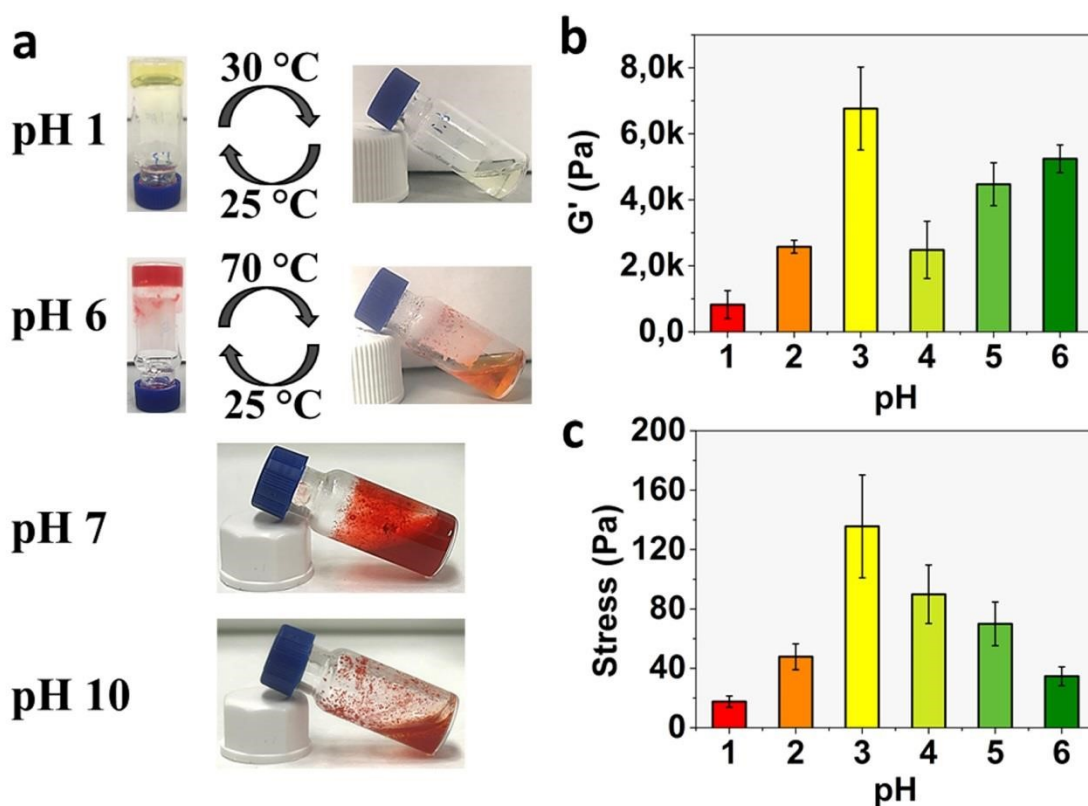 a
pH 1
30 °C
25 °C
pH 6
70 °C
25 °C
pH 7
pH 10
b
G' (Pa)
8,0k
6,0k
4,0k
2,0k
0,0
1 2 3 4 5 6
pH
c
Stress (Pa)
200
160
120
80
40
0
1 2 3 4 5 6
pH